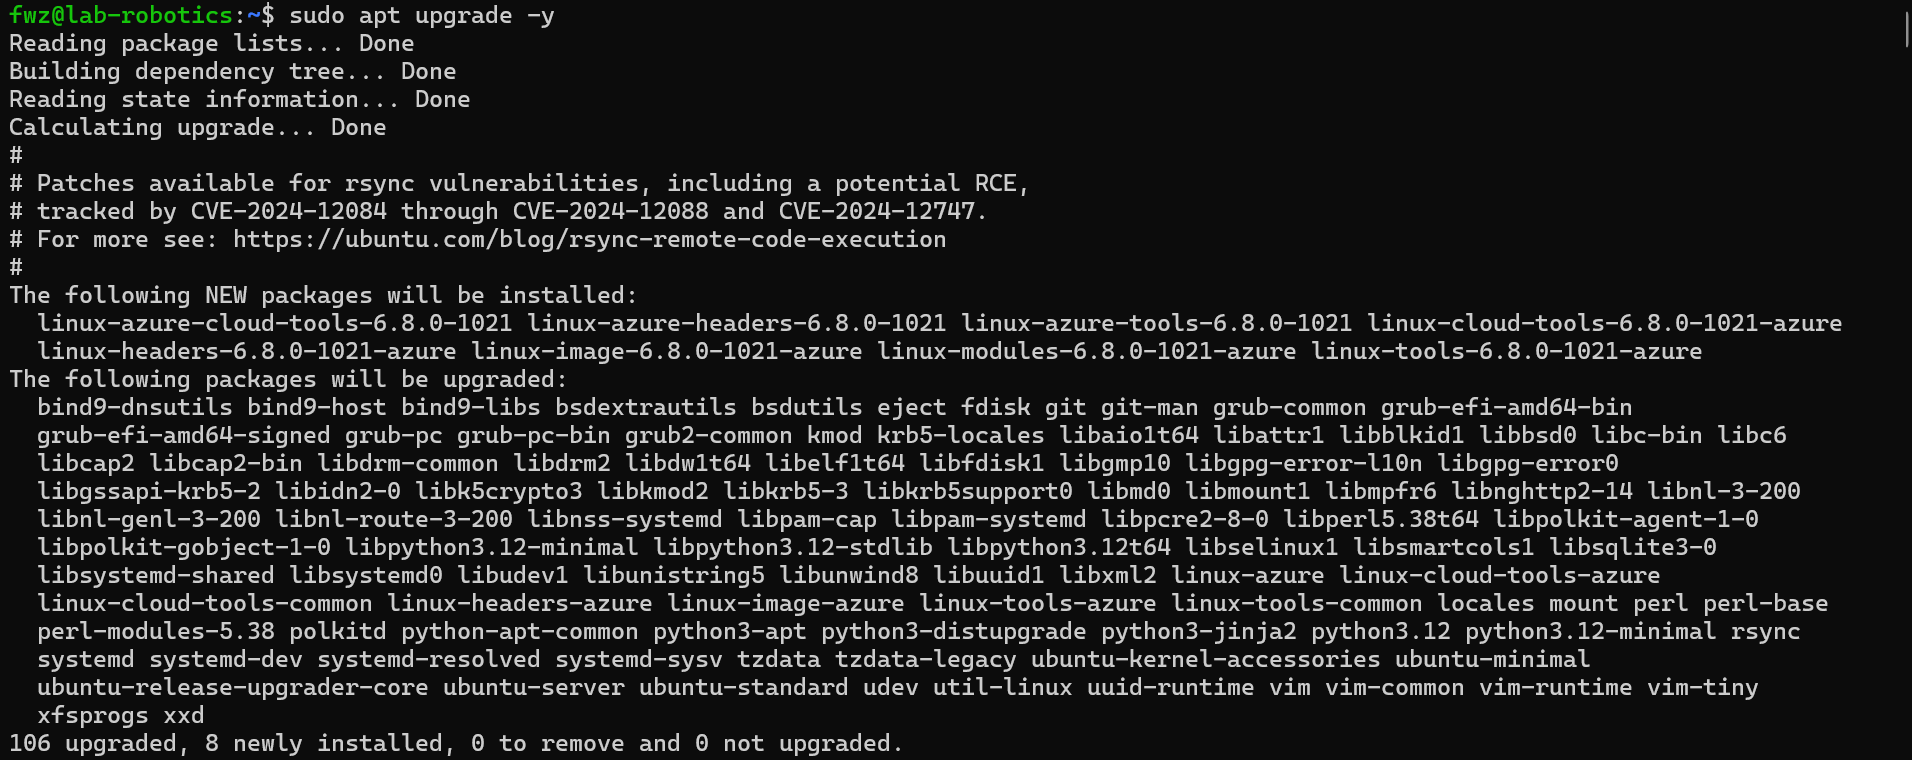 fwz@lab-robotics:~$ sudo apt upgrade -y
Reading package lists... Done
Building dependency tree... Done
Reading state information... Done
Calculating upgrade... Done
#
# Patches available for rsync vulnerabilities, including a potential RCE,
# tracked by CVE-2024-12084 through CVE-2024-12088 and CVE-2024-12747.
# For more see: https://ubuntu.com/blog/rsync-remote-code-execution
#
The following NEW packages will be installed:
  linux-azure-cloud-tools-6.8.0-1021 linux-azure-headers-6.8.0-1021 linux-azure-tools-6.8.0-1021 linux-cloud-tools-6.8.0-1021-azure
  linux-headers-6.8.0-1021-azure linux-image-6.8.0-1021-azure linux-modules-6.8.0-1021-azure linux-tools-6.8.0-1021-azure
The following packages will be upgraded:
  bind9-dnsutils bind9-host bind9-libs bsdextrautils bsdutils eject fdisk git git-man grub-common grub-efi-amd64-bin
  grub-efi-amd64-signed grub-pc grub-pc-bin grub2-common kmod krb5-locales libaio1t64 libattr1 libblkid1 libbsd0 libc-bin libc6
  libcap2 libcap2-bin libdrm-common libdrm2 libdw1t64 libelf1t64 libfdisk1 libgmp10 libgpg-error-l10n libgpg-error0
  libgssapi-krb5-2 libidn2-0 libk5crypto3 libkmod2 libkrb5-3 libkrb5support0 libmd0 libmount1 libmpfr6 libnghttp2-14 libnl-3-200
  libnl-genl-3-200 libnl-route-3-200 libnss-systemd libpam-cap libpam-systemd libpcre2-8-0 libperl5.38t64 libpolkit-agent-1-0
  libpolkit-gobject-1-0 libpython3.12-minimal libpython3.12-stdlib libpython3.12t64 libselinux1 libsmartcols1 libsqlite3-0
  libsystemd-shared libsystemd0 libudev1 libunistring5 libunwind8 libuuid1 libxml2 linux-azure linux-cloud-tools-azure
  linux-cloud-tools-common linux-headers-azure linux-image-azure linux-tools-azure linux-tools-common locales mount perl perl-base
  perl-modules-5.38 polkitd python-apt-common python3-apt python3-distupgrade python3-jinja2 python3.12 python3.12-minimal rsync
  systemd systemd-dev systemd-resolved systemd-sysv tzdata tzdata-legacy ubuntu-kernel-accessories ubuntu-minimal
  ubuntu-release-upgrader-core ubuntu-server ubuntu-standard udev util-linux uuid-runtime vim vim-common vim-runtime vim-tiny
  xfsprogs xxd
106 upgraded, 8 newly installed, 0 to remove and 0 not upgraded.